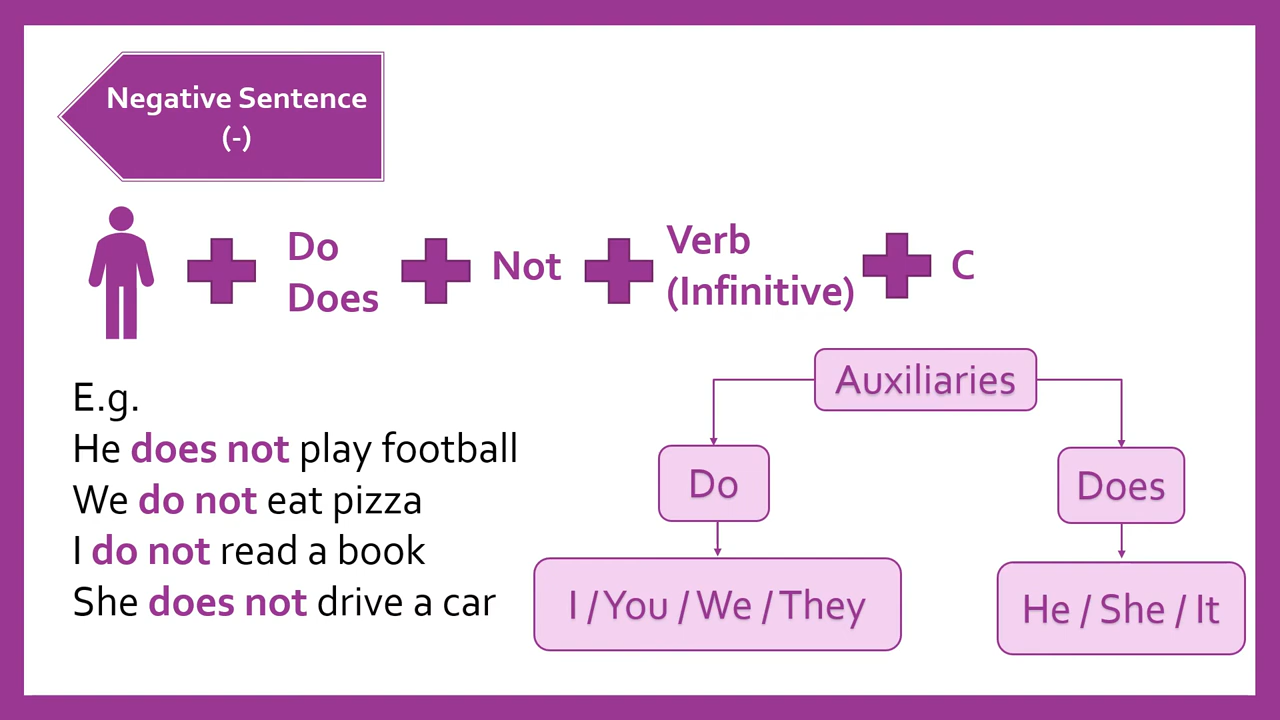 Negative Sentence
(-)
Do
Does
Not
Verb
(Infinitive)
C
E.g.
He does not play football
We do not eat pizza
I do not read a book
She does not drive a car
Auxiliaries
Do
Does
I / You / We / They
He / She / It